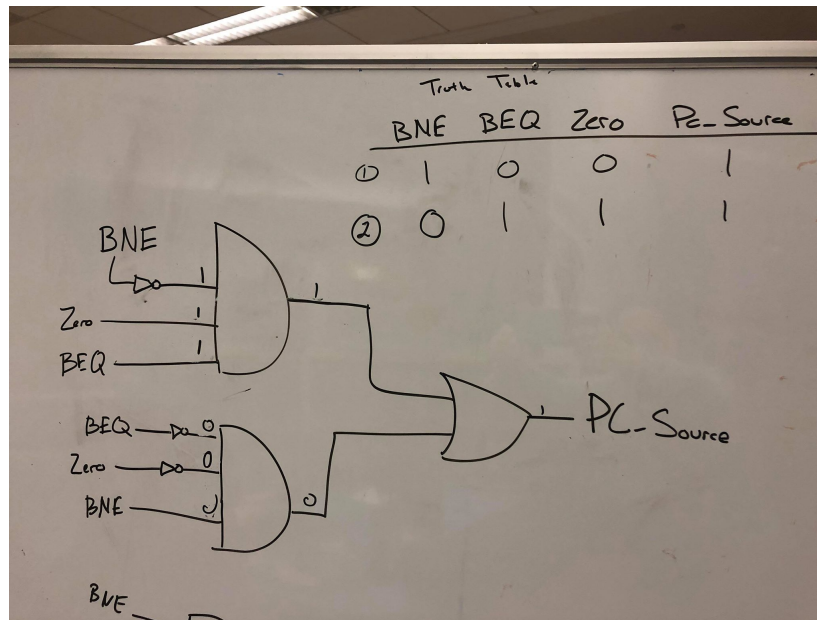 Truth Table
BNE BEQ Zero PC_Source
① 1 0 0 1
② 0 1 1 1
BNE
1
1
Zero 1
BEQ 1
BEQ 0
Zero 0
BNE 0
0
1 PC_Source
BNE